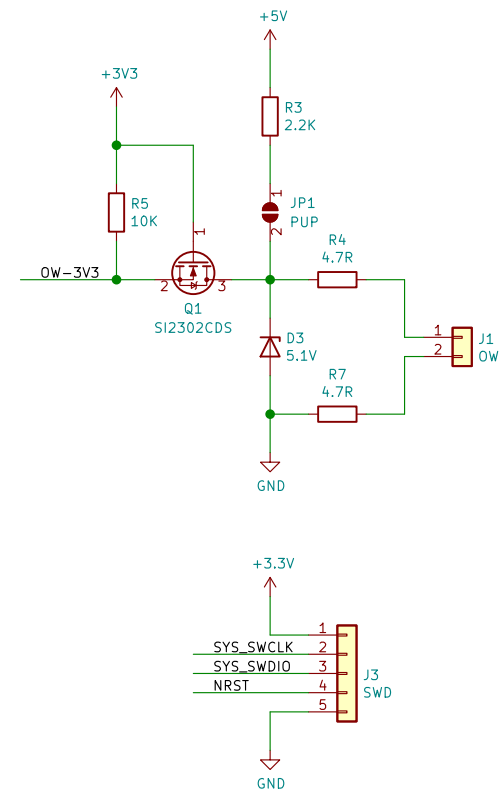 +5V
+3V3
R3
2.2K
R5
10K
1
JP1
PUP
1
2
R4
4.7R
OW-3V3
2
3
Q1
SI2302CDS
D3
5.1V
1
2
J1
OW
R7
4.7R
GND
+3.3V
1
SYS_SWCLK
2
SYS_SWDIO
3
NRST
4
5
J3
SWD
GND